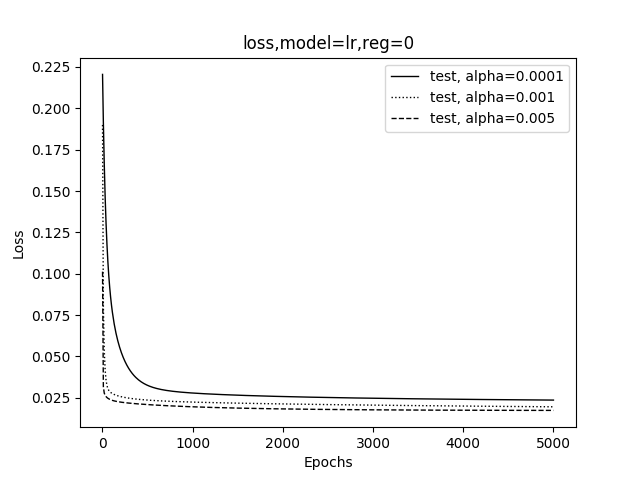 loss,model=lr,reg=0
test, alpha=0.0001
test, alpha=0.001
test, alpha=0.005
0.225
0.200
0.175
0.150
0.125
0.100
0.075
0.050
0.025
Loss
0 1000 2000 3000 4000 5000
Epochs